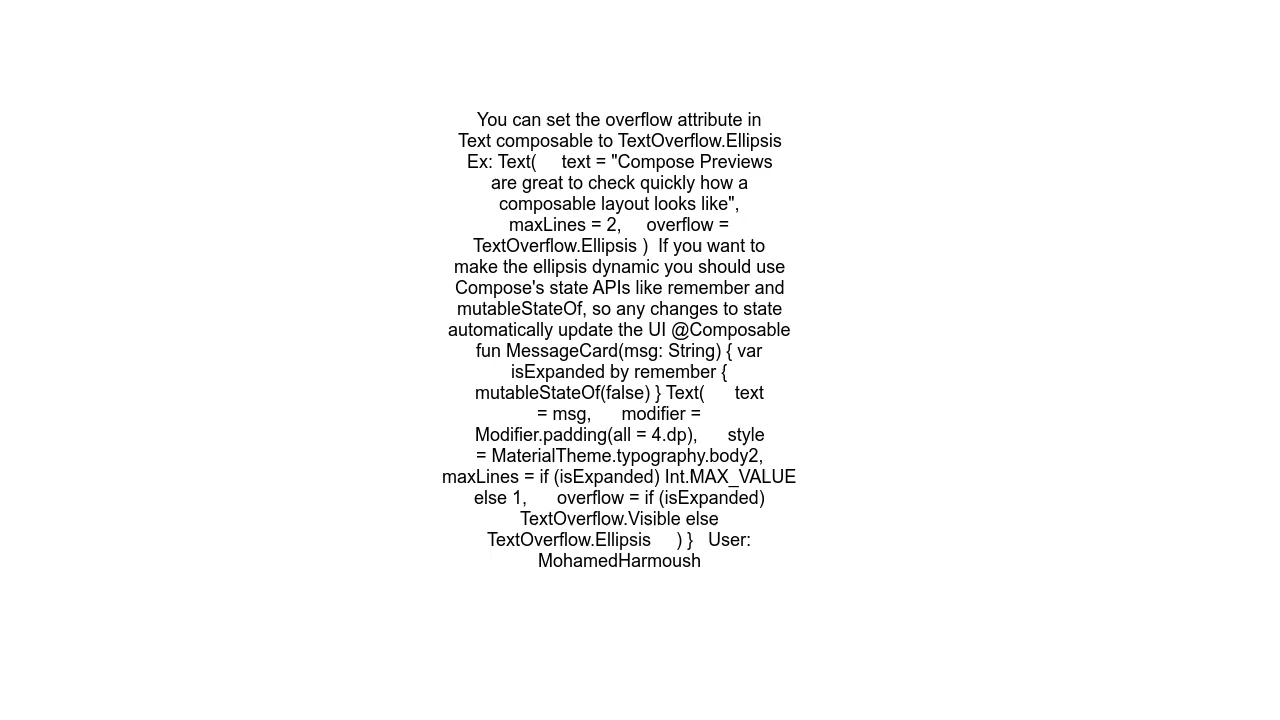 You can set the overflow attribute in
Text composable to TextOverflow.Ellipsis
Ex: Text(     text = "Compose Previews
are great to check quickly how a
composable layout looks like",
maxLines = 2,     overflow =
TextOverflow.Ellipsis )  If you want to
make the ellipsis dynamic you should use
Compose's state APIs like remember and
mutableStateOf, so any changes to state
automatically update the UI @Composable
fun MessageCard(msg: String) { var
isExpanded by remember {
mutableStateOf(false) } Text(      text
= msg,      modifier =
Modifier.padding(all = 4.dp),      style
= MaterialTheme.typography.body2,
maxLines = if (isExpanded) Int.MAX_VALUE
else 1,      overflow = if (isExpanded)
TextOverflow.Visible else
TextOverflow.Ellipsis     ) }   User:
MohamedHarmoush